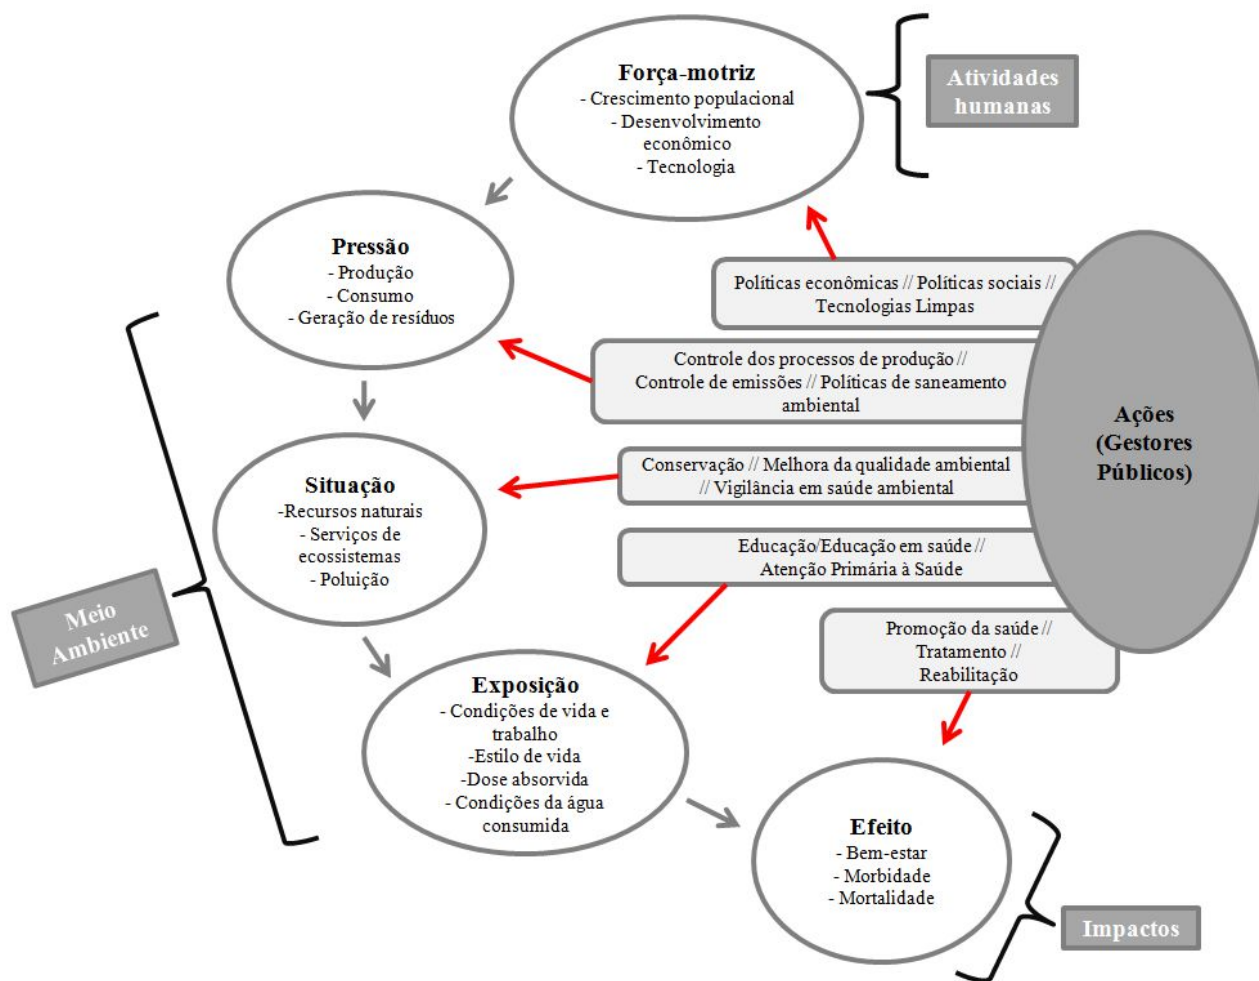 Força-motriz
- Crescimento populacional
- Desenvolvimento
econômico
- Tecnologia
Atividades
humanas
Pressão
- Produção
- Consumo
- Geração de resíduos
Políticas econômicas // Políticas sociais //
Tecnologias Limpas
Controle dos processos de produção //
Controle de emissões // Políticas de saneamento
ambiental
Ações
(Gestores
Públicos)
Situação
-Recursos naturais
- Serviços de
ecossistemas
- Poluição
Conservação // Melhora da qualidade ambiental
// Vigilância em saúde ambiental
Educação/Educação em saúde //
Atenção Primária à Saúde
Meio
Ambiente
Promoção da saúde //
Tratamento //
Reabilitação
Exposição
- Condições de vida e
trabalho
-Estilo de vida
-Dose absorvida
- Condições da água
consumida
Efeito
- Bem-estar
- Morbidade
- Mortalidade
Impactos